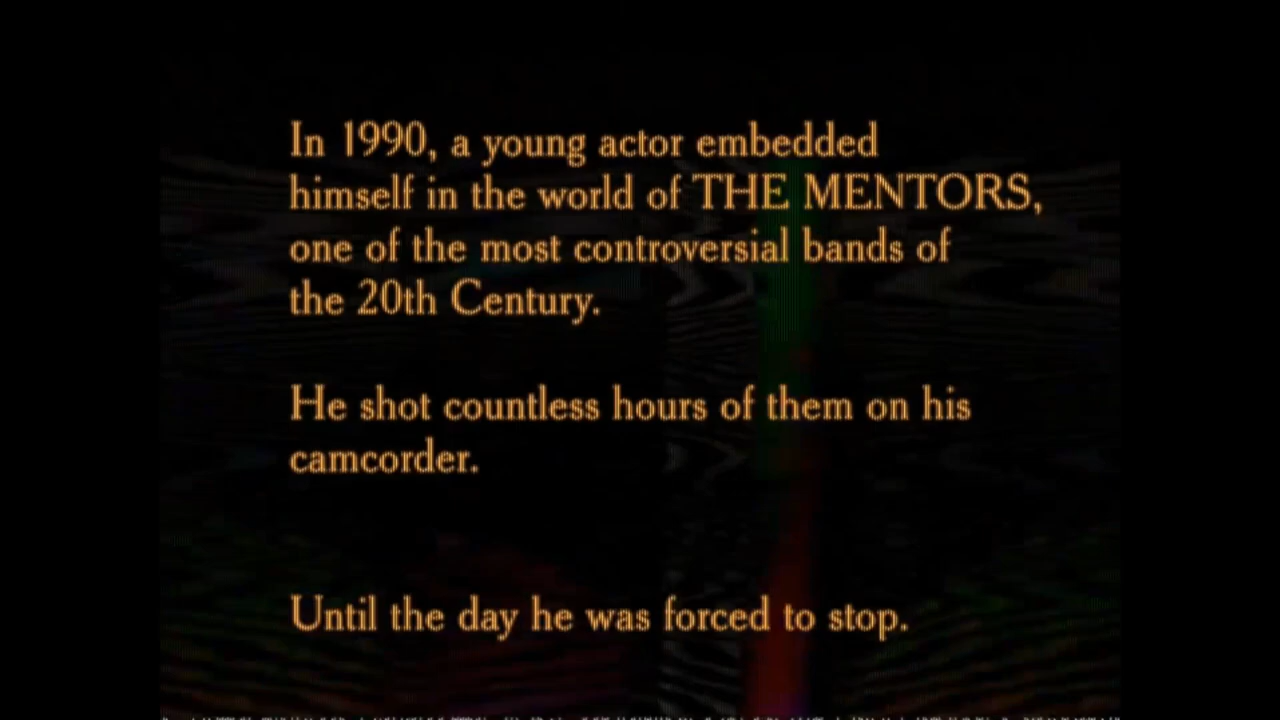 In 1990, a young actor embedded
himself in the world of THE MENTORS,
one of the most controversial bands of
the 20th Century.
He shot countless hours of them on his
camcorder.
Until the day he was forced to stop.